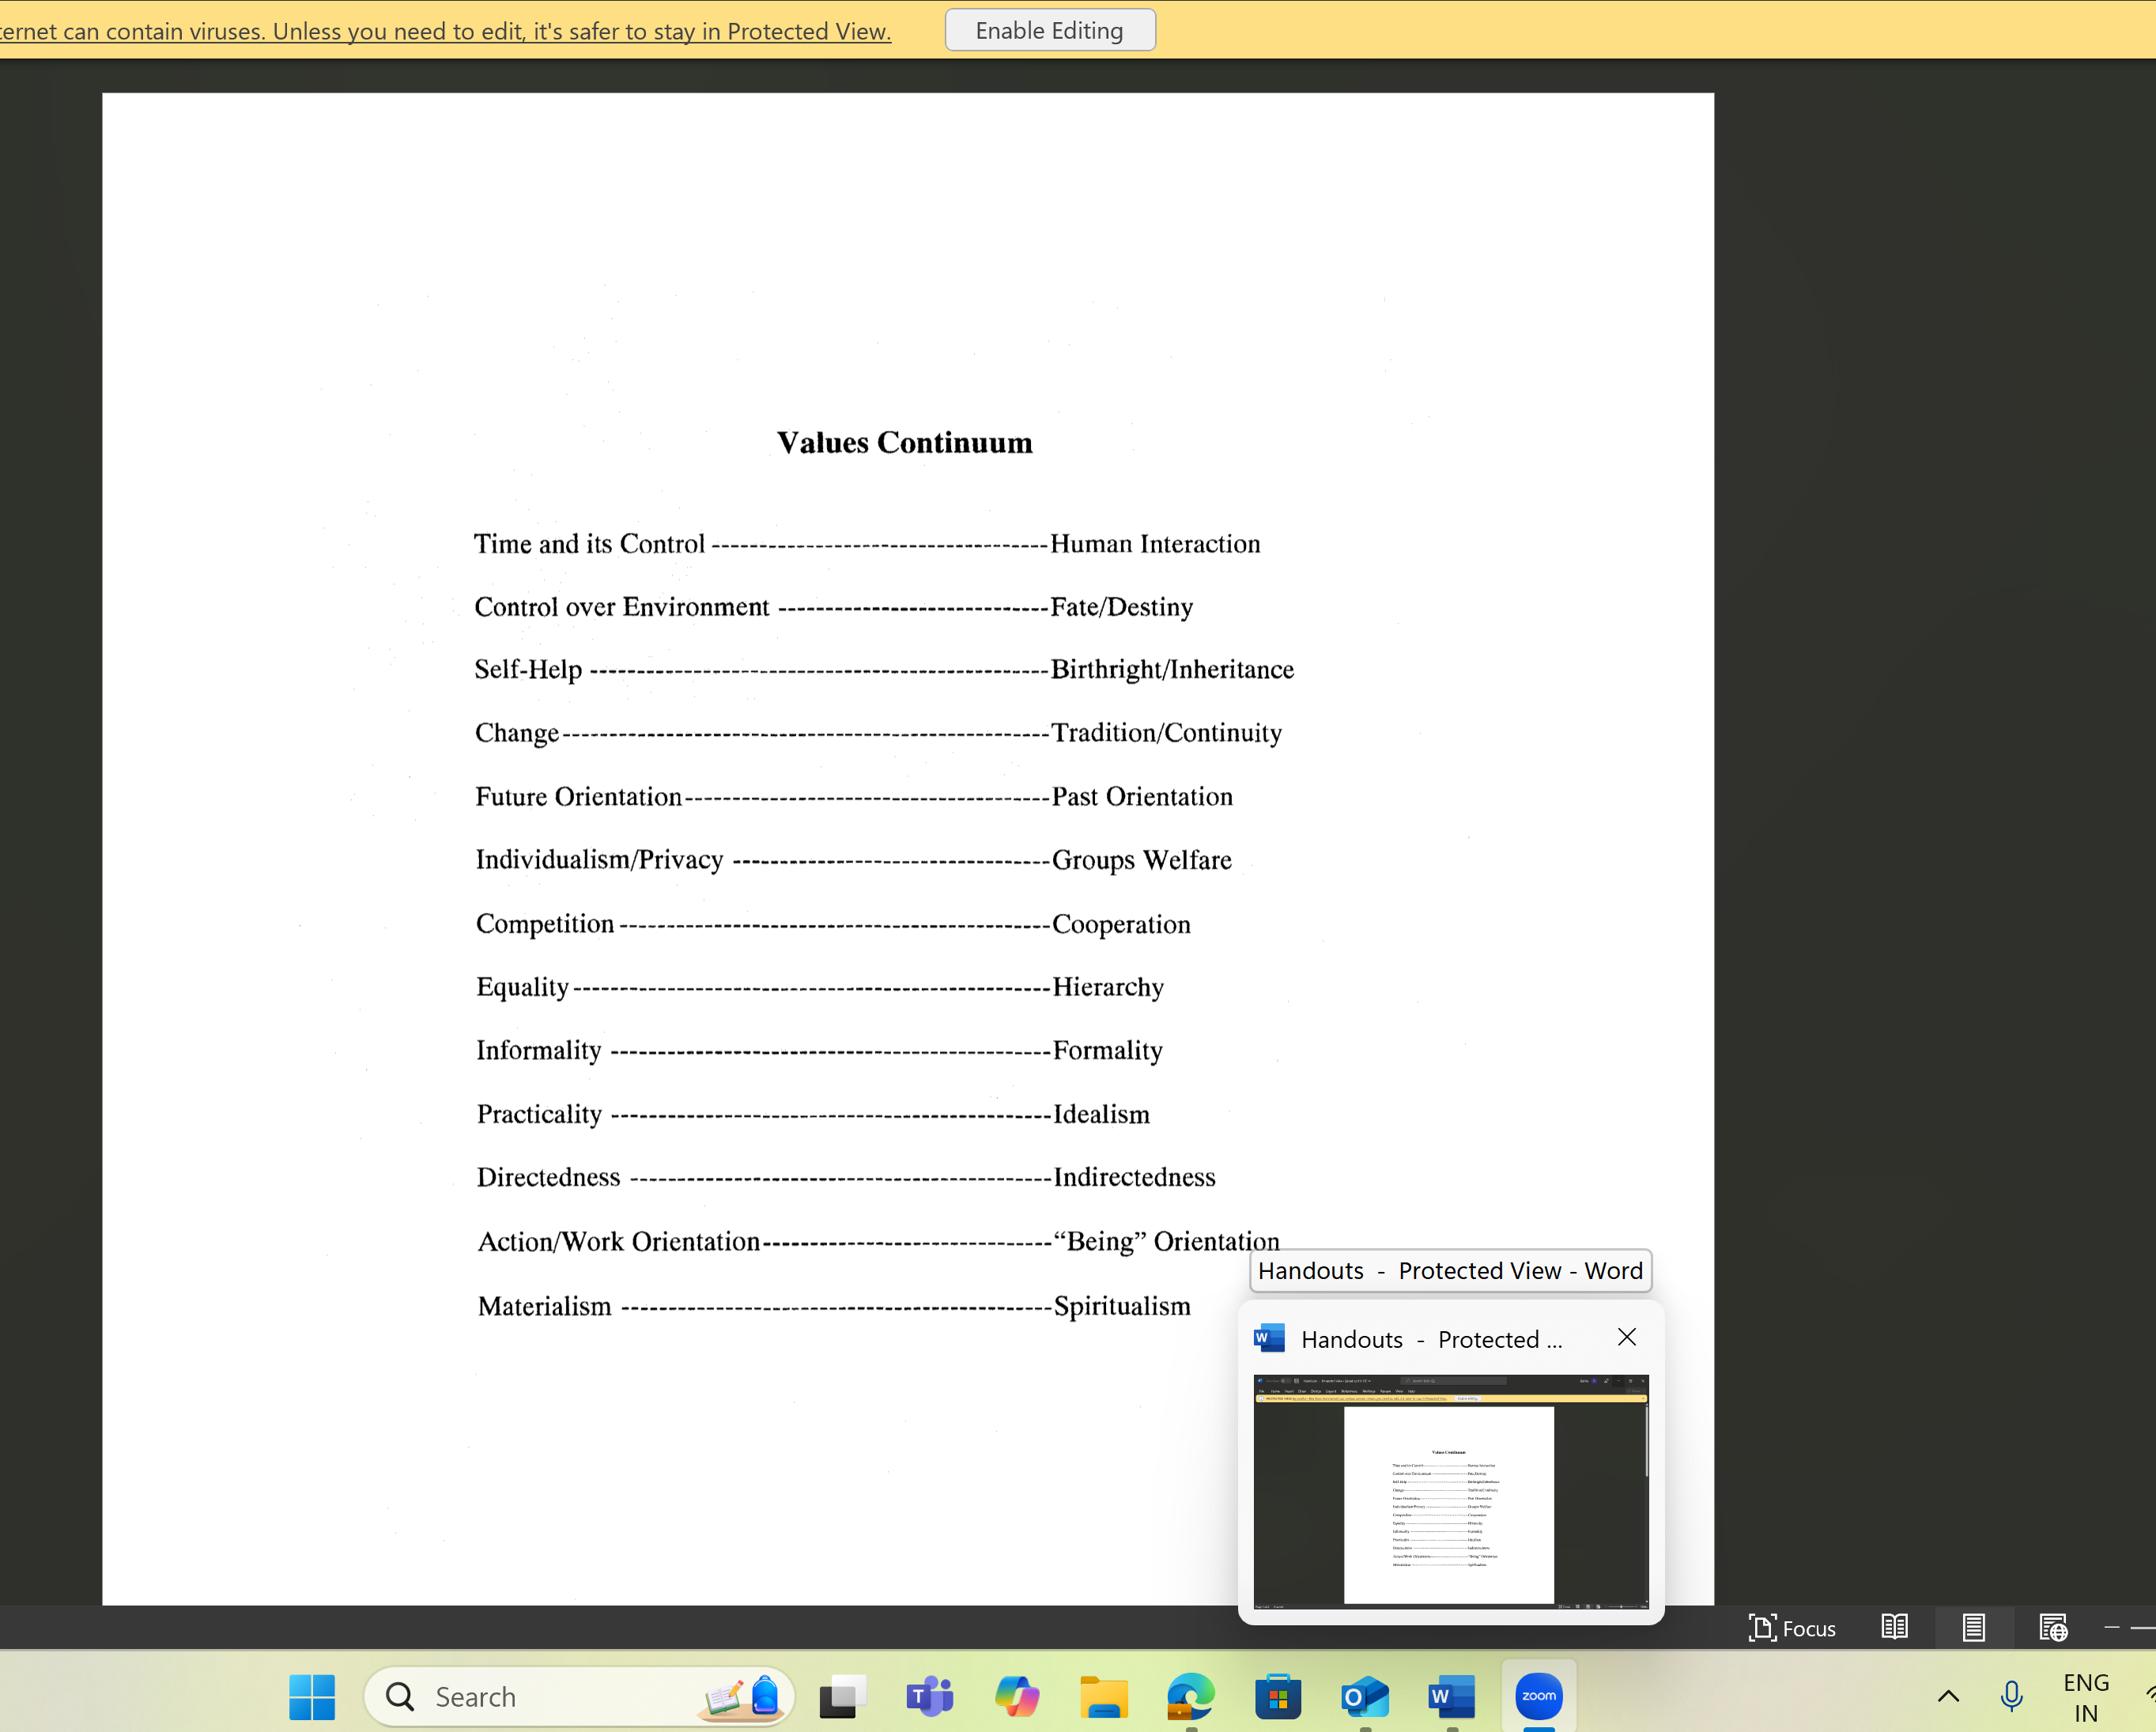 ternet can contain viruses. Unless you need to edit, it's safer to stay in Protected View. Enable Editing
Values Continuum
Time and its Control ----------------------------------- Human Interaction
Control over Environment ---------------------------- Fate/Destiny
Self-Help ------------------------------------------------ Birthright/Inheritance
Change--------------------------------------------------- Tradition/Continuity
Future Orientation-------------------------------------- Past Orientation
Individualism/Privacy --------------------------------- Groups Welfare
Competition --------------------------------------------- Cooperation
Equality-------------------------------------------------- Hierarchy
Informality ---------------------------------------------- Formality
Practicality ---------------------------------------------- Idealism
Directedness -------------------------------------------- Indirectedness
Action/Work Orientation------------------------------ “Being” Orientation
Materialism --------------------------------------------- Spiritualism
Handouts - Protected View - Word
Handouts - Protected ...
Values Continuum
Focus
Search
zoom
ENG
IN